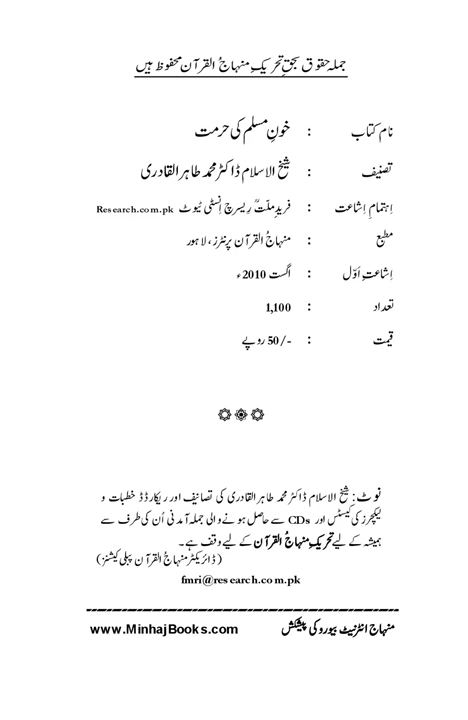 جملہ حقوق بحقِ تحریکِ منہاجُ القرآن محفوظ ہیں
نام کتاب : خونِ مسلم کی حرمت
تصنیف : شیخ الاسلام ڈاکٹر محمد طاہر القادری
اِہتمامِ اِشاعت : فریدِ ملّتؒ رِیسرچ اِنسٹی ٹیوٹ Research.com.pk
مطبع : منہاجُ القرآن پرنٹرز، لاہور
اِشاعتِ اَوّل : اگست 2010ء
تعداد : 1,100
قیمت : 50/- روپے
نوٹ: شیخ الاسلام ڈاکٹر محمد طاہر القادری کی تصانیف اور ریکارڈڈ خطبات و
لیکچرز کی کیسٹس اور CDs سے حاصل ہونے والی جملہ آمدنی اُن کی طرف سے
ہمیشہ کے لیے تحریکِ منہاجُ القرآن کے لیے وقف ہے۔
(ڈائریکٹر منہاجُ القرآن پبلی کیشنز)
fmri@research.com.pk
منہاج انٹرنیٹ بیورو کی پیشکش www.MinhajBooks.com